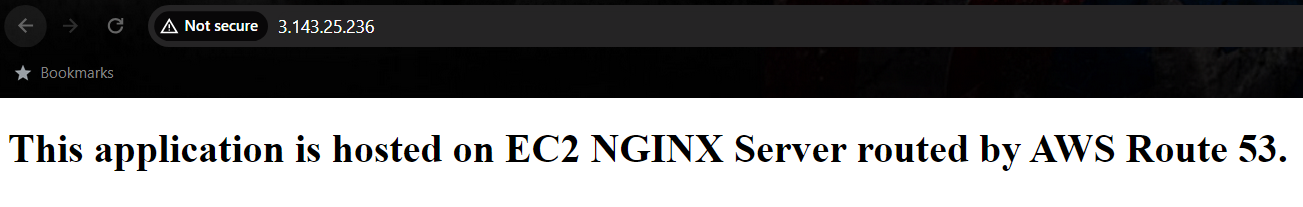 Not secure 3.143.25.236
Bookmarks
This application is hosted on EC2 NGINX Server routed by AWS Route 53.